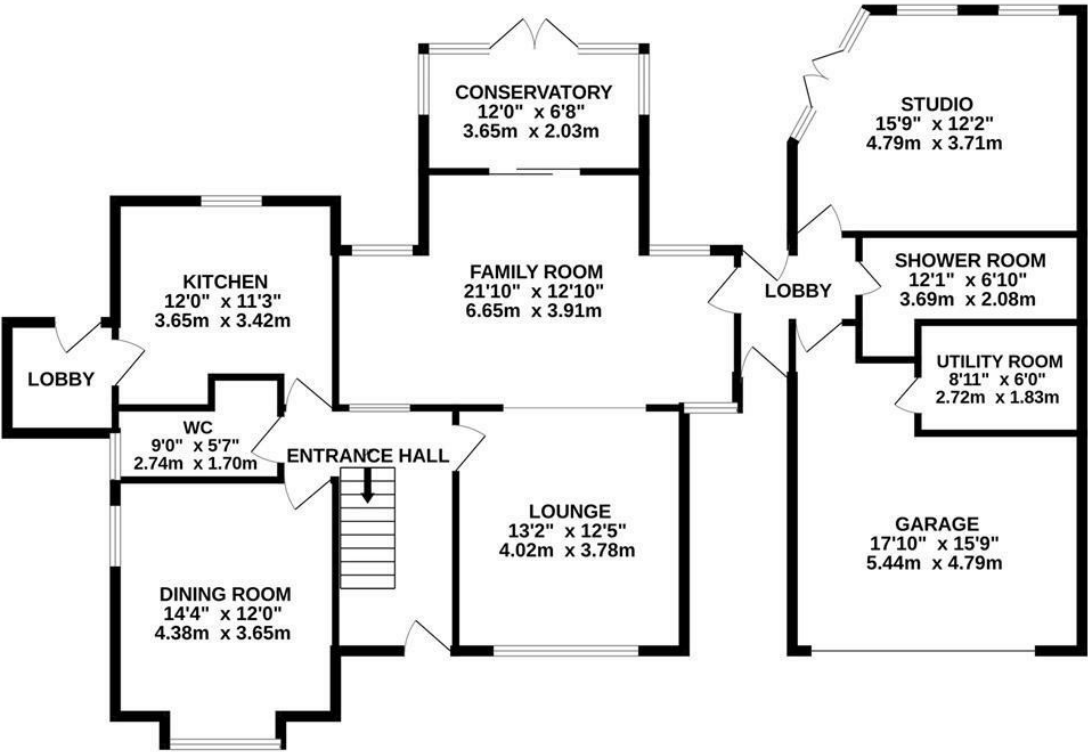 CONSERVATORY
12'0" x 6'8"
3.65m x 2.03m
STUDIO
15'9" x 12'2"
4.79m x 3.71m
KITCHEN
12'0" x 11'3"
3.65m x 3.42m
FAMILY ROOM
21'10" x 12'10"
6.65m x 3.91m
LOBBY
SHOWER ROOM
12'1" x 6'10"
3.69m x 2.08m
LOBBY
UTILITY ROOM
8'11" x 6'0"
2.72m x 1.83m
WC
9'0" x 5'7"
2.74m x 1.70m
ENTRANCE HALL
LOUNGE
13'2" x 12'5"
4.02m x 3.78m
GARAGE
17'10" x 15'9"
5.44m x 4.79m
DINING ROOM
14'4" x 12'0"
4.38m x 3.65m